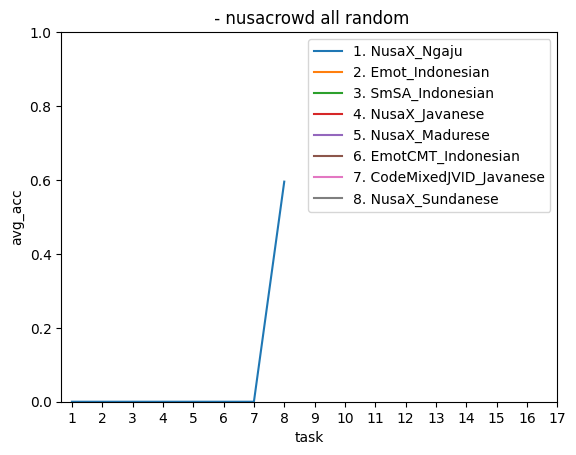 - nusacrowd all random
1.0
0.8
0.6
0.4
0.2
0.0
avg_acc
1. NusaX_Ngaju
2. Emot_Indonesian
3. SmSA_Indonesian
4. NusaX_Javanese
5. NusaX_Madurese
6. EmotCMT_Indonesian
7. CodeMixedJVID_Javanese
8. NusaX_Sundanese
1 2 3 4 5 6 7 8 9 10 11 12 13 14 15 16 17
task